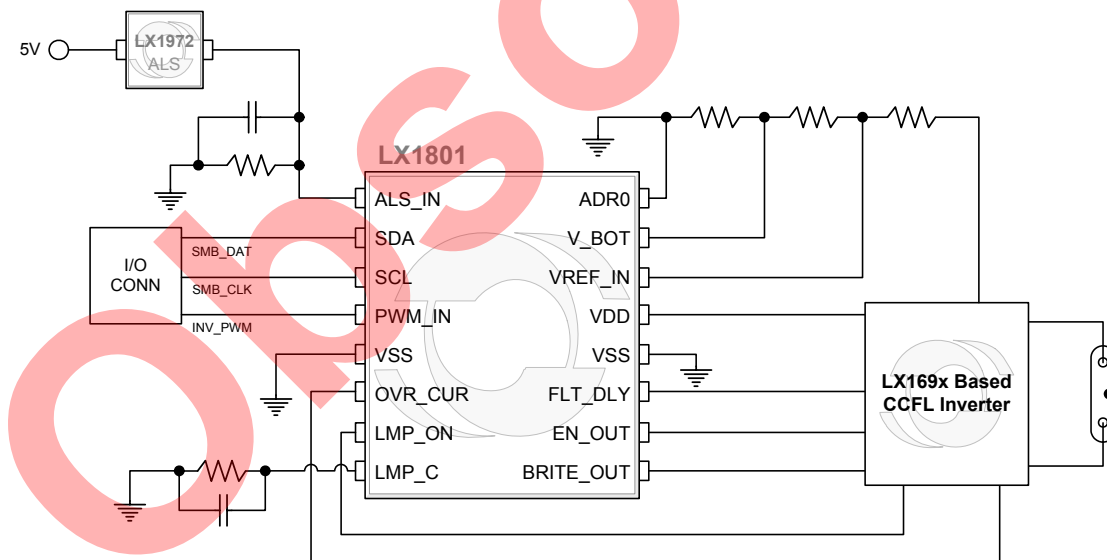 5V
LX1972
ALS
LX1801
ALS_IN
SDA
SCL
PWM_IN
VSS
OVR_CUR
LMP_ON
LMP_C
ADR0
V_BOT
VREF_IN
VDD
VSS
FLT_DLY
EN_OUT
BRITE_OUT
I/O
CONN
SMB_DAT
SMB_CLK
INV_PWM
LX169x Based
CCFL Inverter
Obso